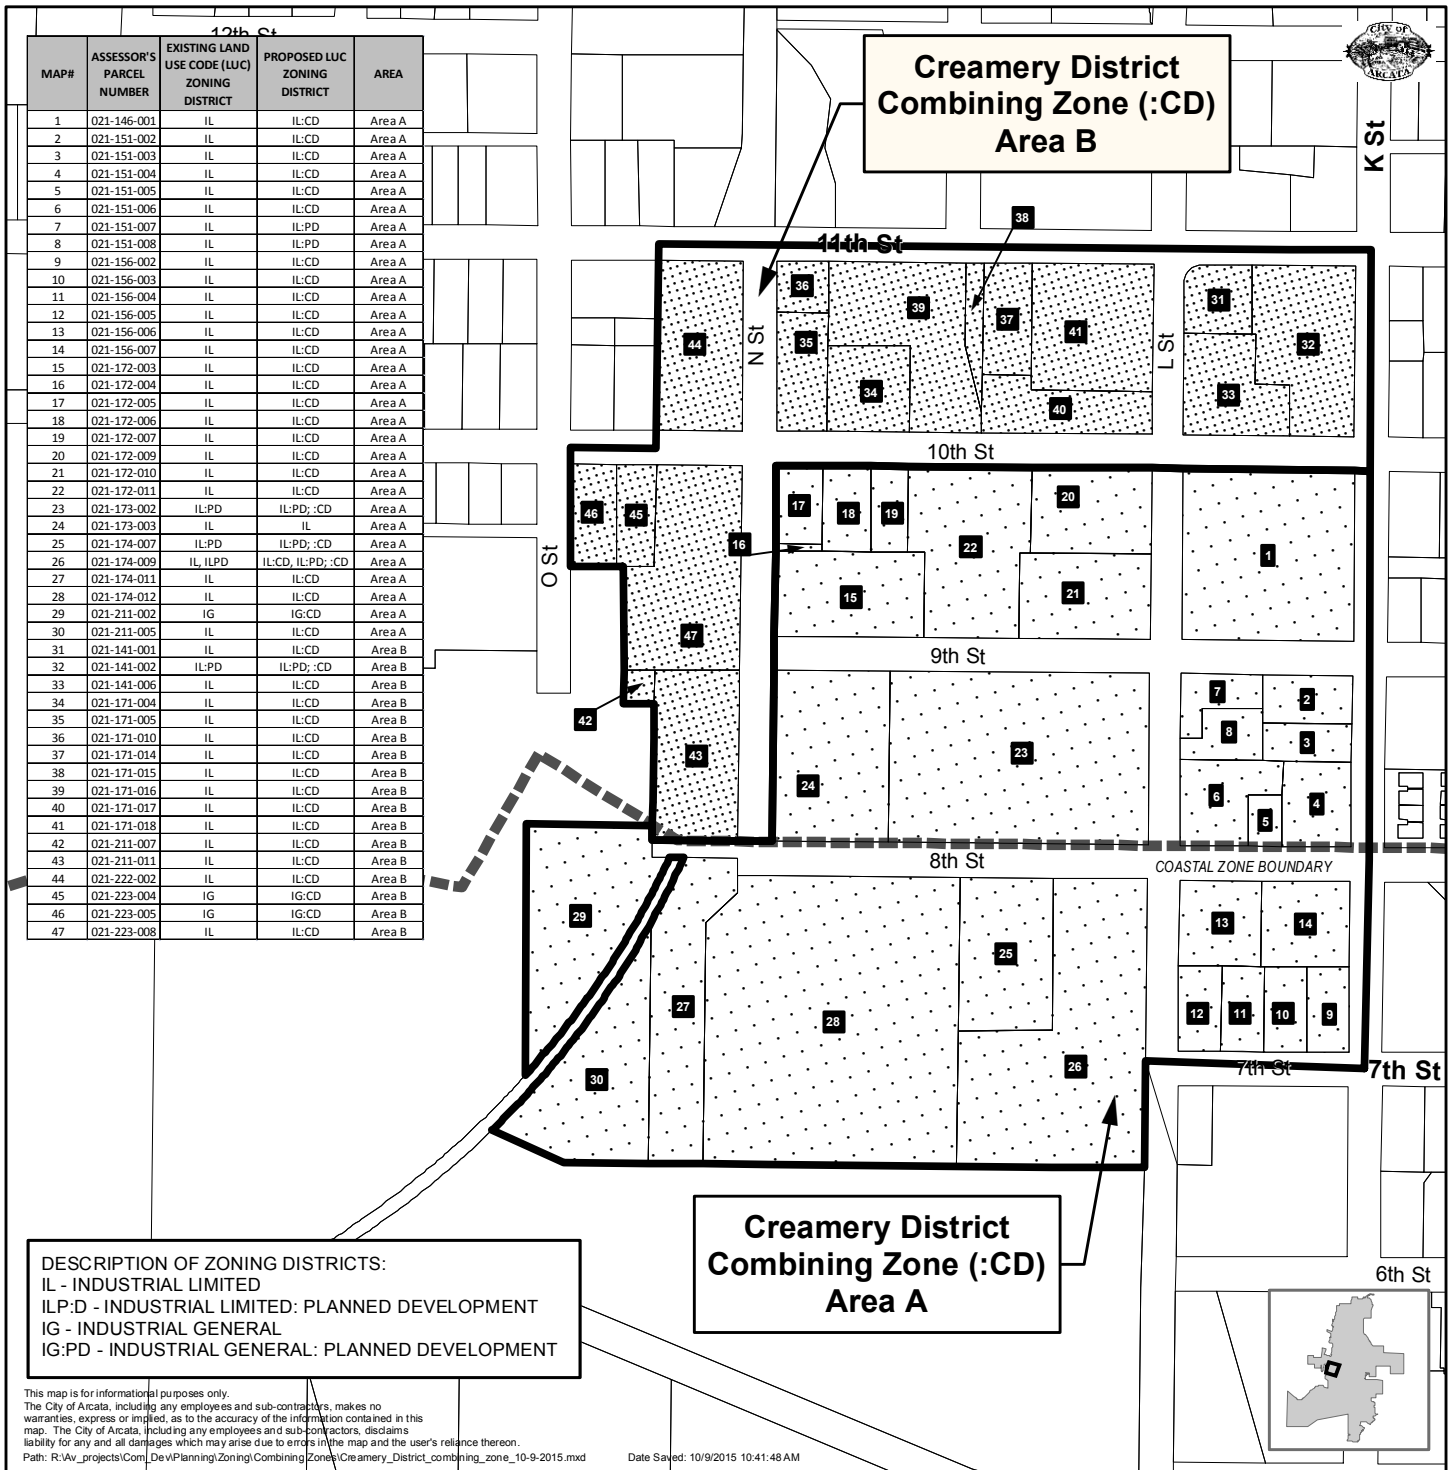 12th St
MAP# ASSESSOR'S PARCEL NUMBER EXISTING LAND USE CODE (LUC) ZONING DISTRICT PROPOSED LUC ZONING DISTRICT AREA
1 021-146-001 IL IL:CD Area A
2 021-151-002 IL IL:CD Area A
3 021-151-003 IL IL:CD Area A
4 021-151-004 IL IL:CD Area A
5 021-151-005 IL IL:CD Area A
6 021-151-006 IL IL:CD Area A
7 021-151-007 IL IL:PD Area A
8 021-151-008 IL IL:PD Area A
9 021-156-002 IL IL:CD Area A
10 021-156-003 IL IL:CD Area A
11 021-156-004 IL IL:CD Area A
12 021-156-005 IL IL:CD Area A
13 021-156-006 IL IL:CD Area A
14 021-156-007 IL IL:CD Area A
15 021-172-003 IL IL:CD Area A
16 021-172-004 IL IL:CD Area A
17 021-172-005 IL IL:CD Area A
18 021-172-006 IL IL:CD Area A
19 021-172-007 IL IL:CD Area A
20 021-172-009 IL IL:CD Area A
21 021-172-010 IL IL:CD Area A
22 021-172-011 IL IL:CD Area A
23 021-173-002 IL:PD IL:PD; :CD Area A
24 021-173-003 IL IL Area A
25 021-174-007 IL:PD IL:PD; :CD Area A
26 021-174-009 IL, ILPD IL:CD, IL:PD; :CD Area A
27 021-174-011 IL IL:CD Area A
28 021-174-012 IL IL:CD Area A
29 021-211-002 IG IG:CD Area A
30 021-211-005 IL IL:CD Area A
31 021-141-001 IL IL:CD Area B
32 021-141-002 IL:PD IL:PD; :CD Area B
33 021-141-006 IL IL:CD Area B
34 021-171-004 IL IL:CD Area B
35 021-171-005 IL IL:CD Area B
36 021-171-010 IL IL:CD Area B
37 021-171-014 IL IL:CD Area B
38 021-171-015 IL IL:CD Area B
39 021-171-016 IL IL:CD Area B
40 021-171-017 IL IL:CD Area B
41 021-171-018 IL IL:CD Area B
42 021-211-007 IL IL:CD Area B
43 021-211-011 IL IL:CD Area B
44 021-222-002 IL IL:CD Area B
45 021-223-004 IG IG:CD Area B
46 021-223-005 IG IG:CD Area B
47 021-223-008 IL IL:CD Area B
Creamery District
Combining Zone (:CD)
Area B
CITY OF
ARCATA
K St
38
11th St
36
39
37
41
31
32
44
35
34
40
33
N St
L St
10th St
46
45
17
18
19
20
16
22
1
O St
15
21
47
9th St
7
2
42
8
3
43
23
24
6
5
4
8th St
COASTAL ZONE BOUNDARY
29
13
14
25
27
28
12
11
10
9
30
26
7th St
7th St
Creamery District
Combining Zone (:CD)
Area A
6th St
DESCRIPTION OF ZONING DISTRICTS:
IL - INDUSTRIAL LIMITED
ILP:D - INDUSTRIAL LIMITED: PLANNED DEVELOPMENT
IG - INDUSTRIAL GENERAL
IG:PD - INDUSTRIAL GENERAL: PLANNED DEVELOPMENT
This map is for informational purposes only.
The City of Arcata, including any employees and sub-contractors, makes no
warranties, express or implied, as to the accuracy of the information contained in this
map. The City of Arcata, including any employees and sub-contractors, disclaims
liability for any and all damages which may arise due to errors in the map and the user's reliance thereon.
Path: R:\Av_projects\Com_Dev\Planning\Zoning\Combining Zones\Creamery_District_combining_zone_10-9-2015.mxd Date Saved: 10/9/2015 10:41:48 AM